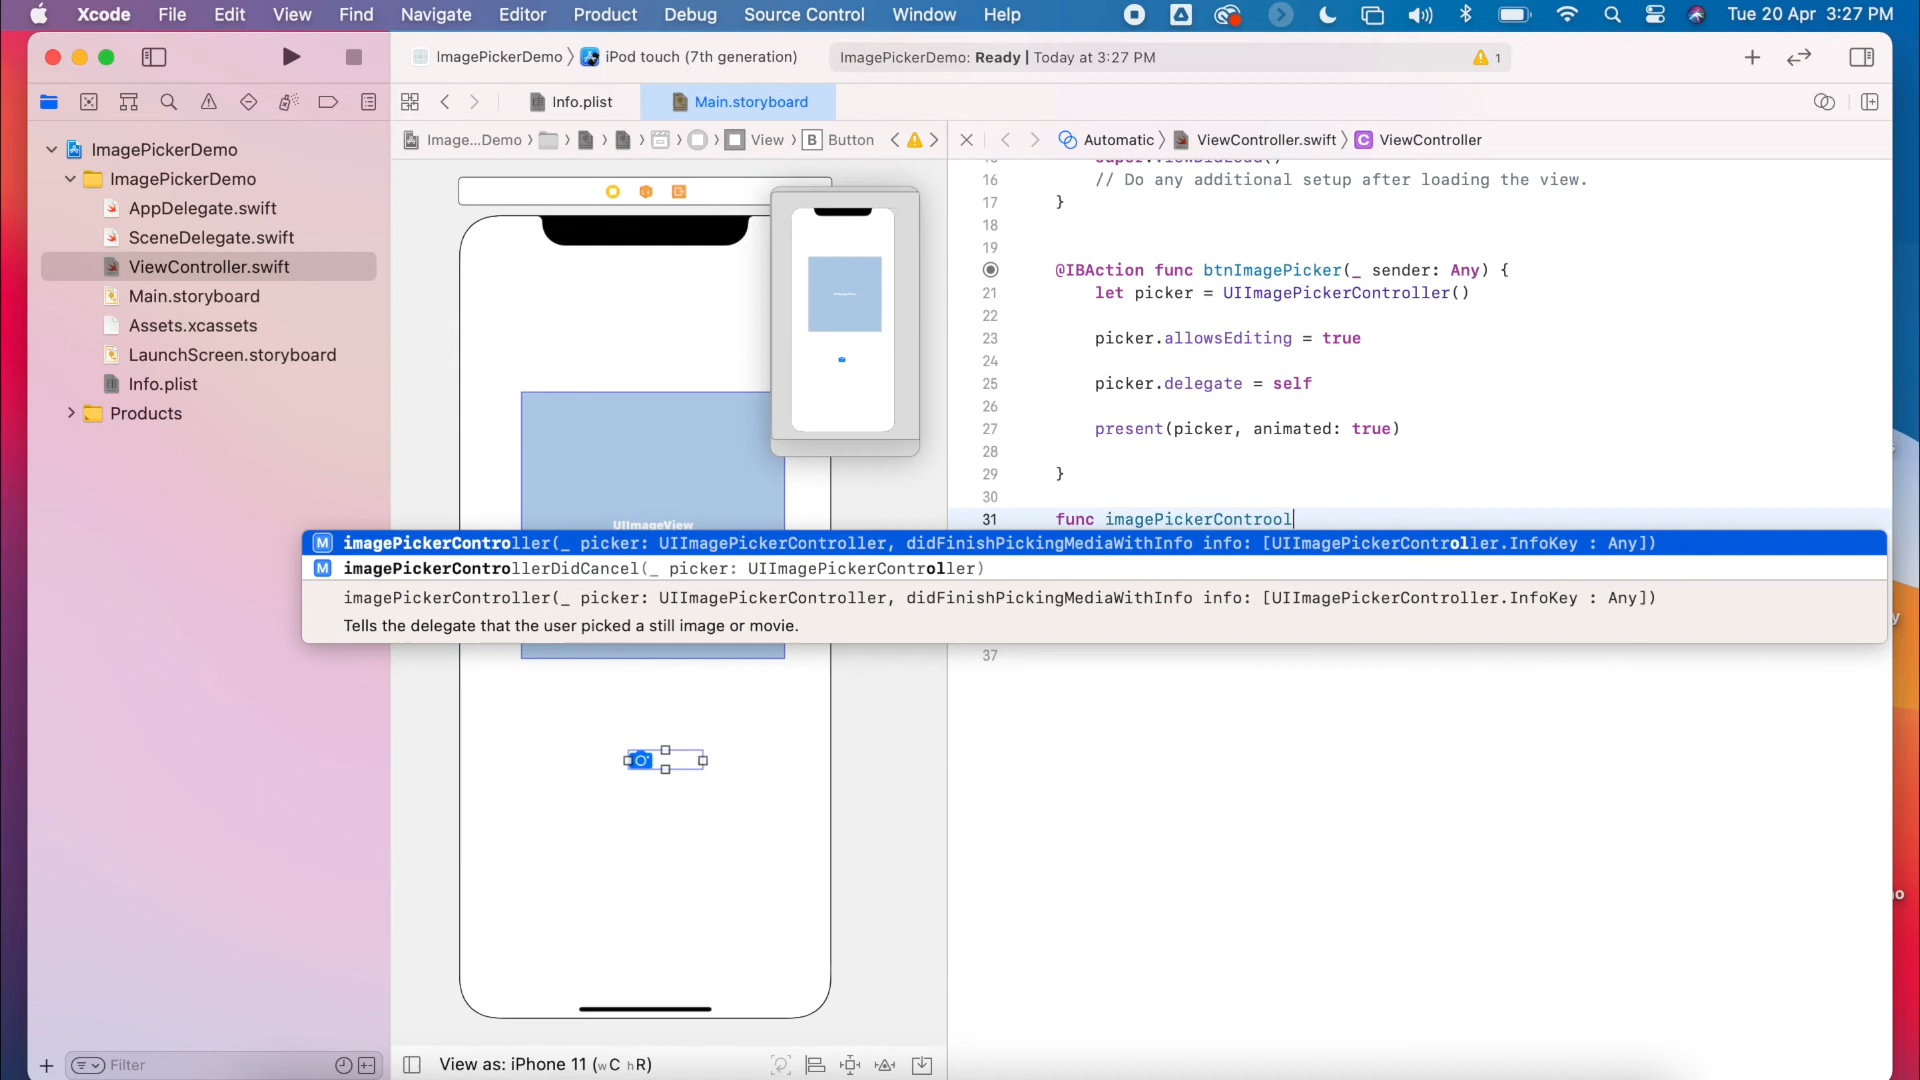 Xcode File Edit View Find Navigate Editor Product Debug Source Control Window Help Tue 20 Apr 3:27 PM
ImagePickerDemo iPod touch (7th generation) ImagePickerDemo: Ready | Today at 3:27 PM 1
Info.plist Main.storyboard
Image...Demo View B Button Automatic ViewController.swift C ViewController
ImagePickerDemo
ImagePickerDemo
AppDelegate.swift
SceneDelegate.swift
ViewController.swift
Main.storyboard
Assets.xcassets
LaunchScreen.storyboard
Info.plist
Products
Filter
UIImageView
View as: iPhone 11 (wC hR)
16 // Do any additional setup after loading the view.
17 }
18
19
@IBAction func btnImagePicker(_ sender: Any) {
21 let picker = UIImagePickerController()
22
23 picker.allowsEditing = true
24
25 picker.delegate = self
26
27 present(picker, animated: true)
28
29 }
30
31 func imagePickerControol
M imagePickerController(_ picker: UIImagePickerController, didFinishPickingMediaWithInfo info: [UIImagePickerController.InfoKey : Any])
M imagePickerControllerDidCancel(_ picker: UIImagePickerController)
imagePickerController(_ picker: UIImagePickerController, didFinishPickingMediaWithInfo info: [UIImagePickerController.InfoKey : Any])
Tells the delegate that the user picked a still image or movie.
37